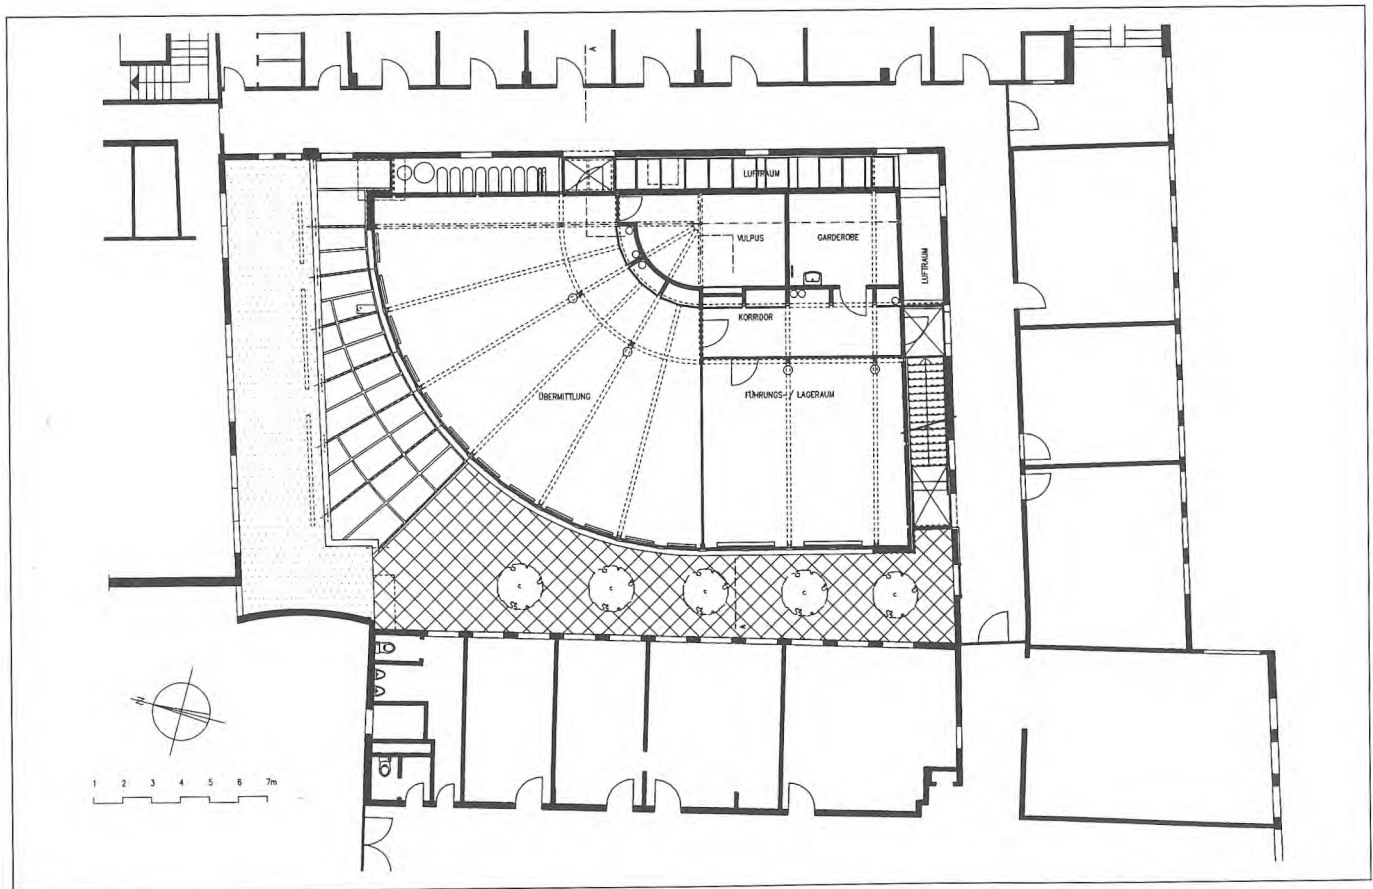 A
LUFTRAUM
VULPUS
GARDEROBE
LUFTRAUM
KORRIDOR
ÜBERMITTLUNG
FÜHRUNGS-/ LAGERAUM
C
C
C
C
C
A
N
1 2 3 4 5 6 7m